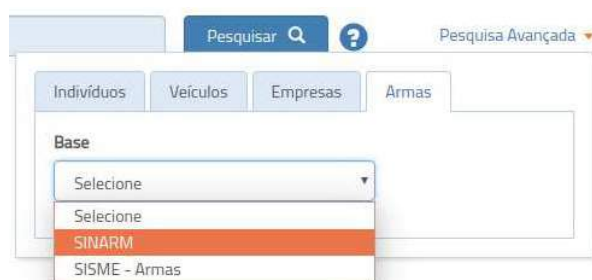 Pesquisar ? Pesquisa Avançada
Indivíduos Veículos Empresas Armas
Base
Selecione
Selecione
SINARM
SISME - Armas